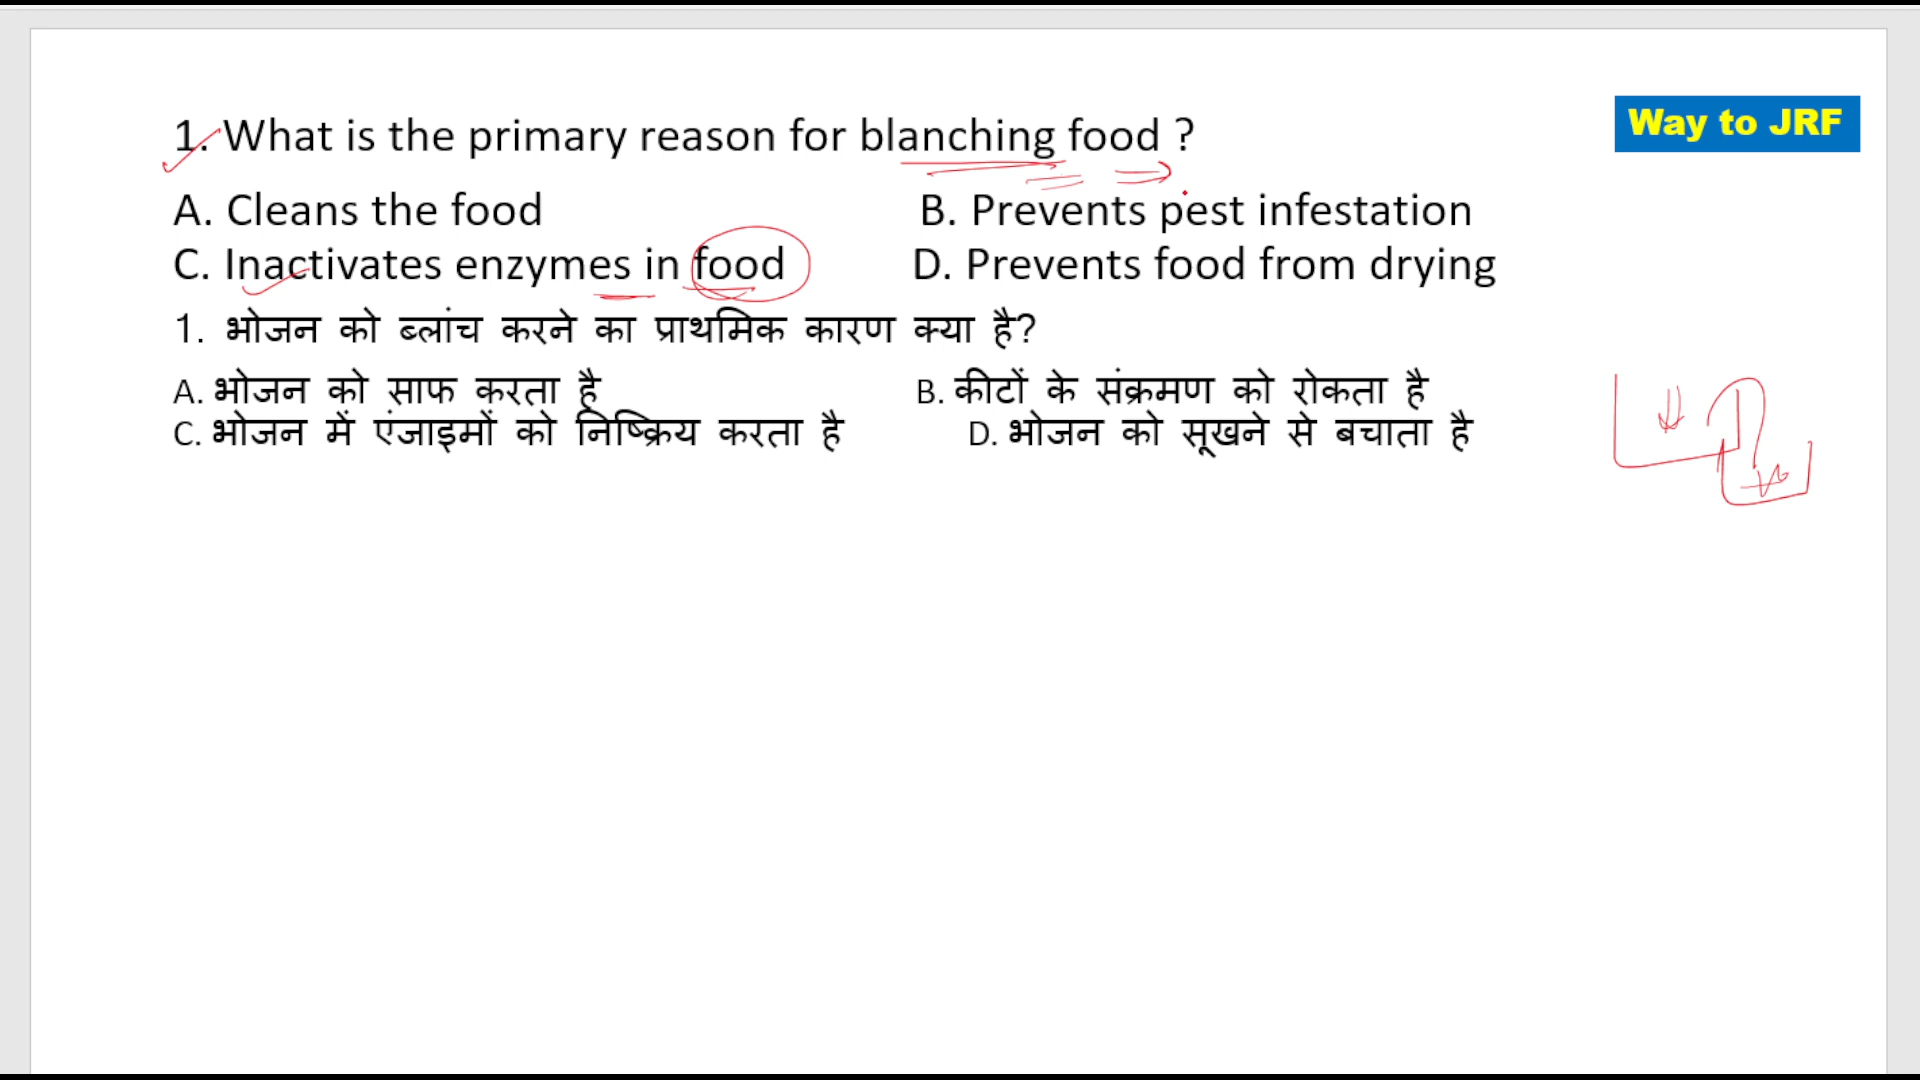 Way to JRF
1. What is the primary reason for blanching food ?
A. Cleans the food B. Prevents pest infestation
C. Inactivates enzymes in food D. Prevents food from drying
1. भोजन को ब्लांच करने का प्राथमिक कारण क्या है?
A. भोजन को साफ करता है B. कीटों के संक्रमण को रोकता है
C. भोजन में एंजाइमों को निष्क्रिय करता है D. भोजन को सूखने से बचाता है